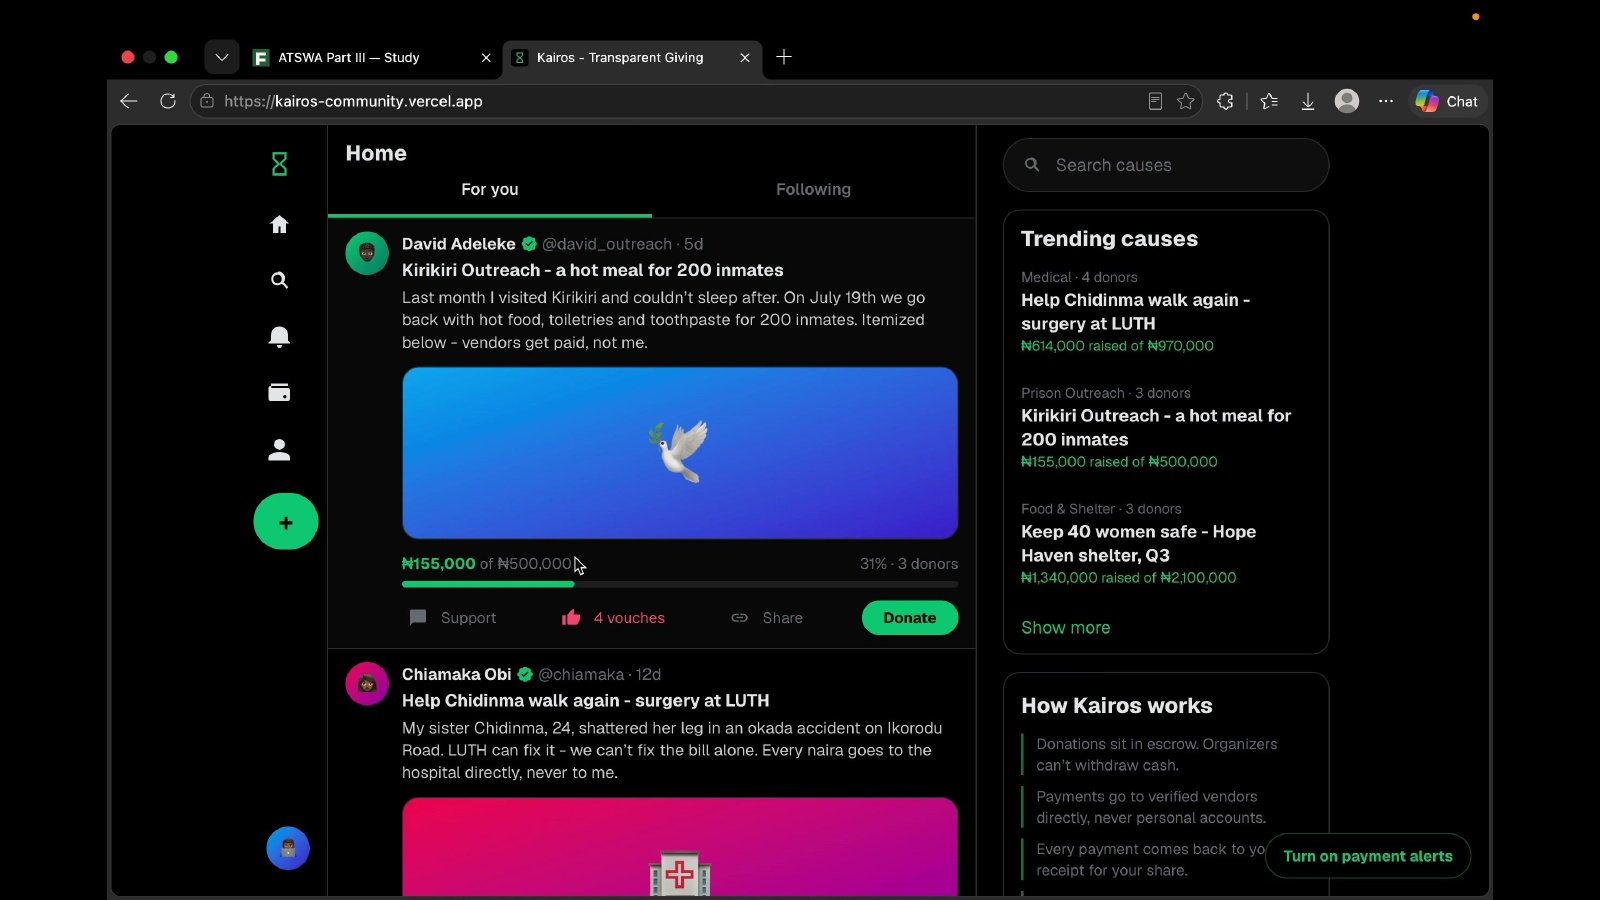 ATSWA Part III — Study
Kairos - Transparent Giving
https://kairos-community.vercel.app
Chat
Home
For you
Following
David Adeleke @david_outreach · 5d
Kirikiri Outreach - a hot meal for 200 inmates
Last month I visited Kirikiri and couldn't sleep after. On July 19th we go
back with hot food, toiletries and toothpaste for 200 inmates. Itemized
below - vendors get paid, not me.
₦155,000 of ₦500,000
31% · 3 donors
Support
4 vouches
Share
Donate
Chiamaka Obi @chiamaka · 12d
Help Chidinma walk again - surgery at LUTH
My sister Chidinma, 24, shattered her leg in an okada accident on Ikorodu
Road. LUTH can fix it - we can't fix the bill alone. Every naira goes to the
hospital directly, never to me.
Search causes
Trending causes
Medical · 4 donors
Help Chidinma walk again -
surgery at LUTH
₦614,000 raised of ₦970,000
Prison Outreach · 3 donors
Kirikiri Outreach - a hot meal for
200 inmates
₦155,000 raised of ₦500,000
Food & Shelter · 3 donors
Keep 40 women safe - Hope
Haven shelter, Q3
₦1,340,000 raised of ₦2,100,000
Show more
How Kairos works
Donations sit in escrow. Organizers
can't withdraw cash.
Payments go to verified vendors
directly, never personal accounts.
Every payment comes back to yo
receipt for your share.
Turn on payment alerts